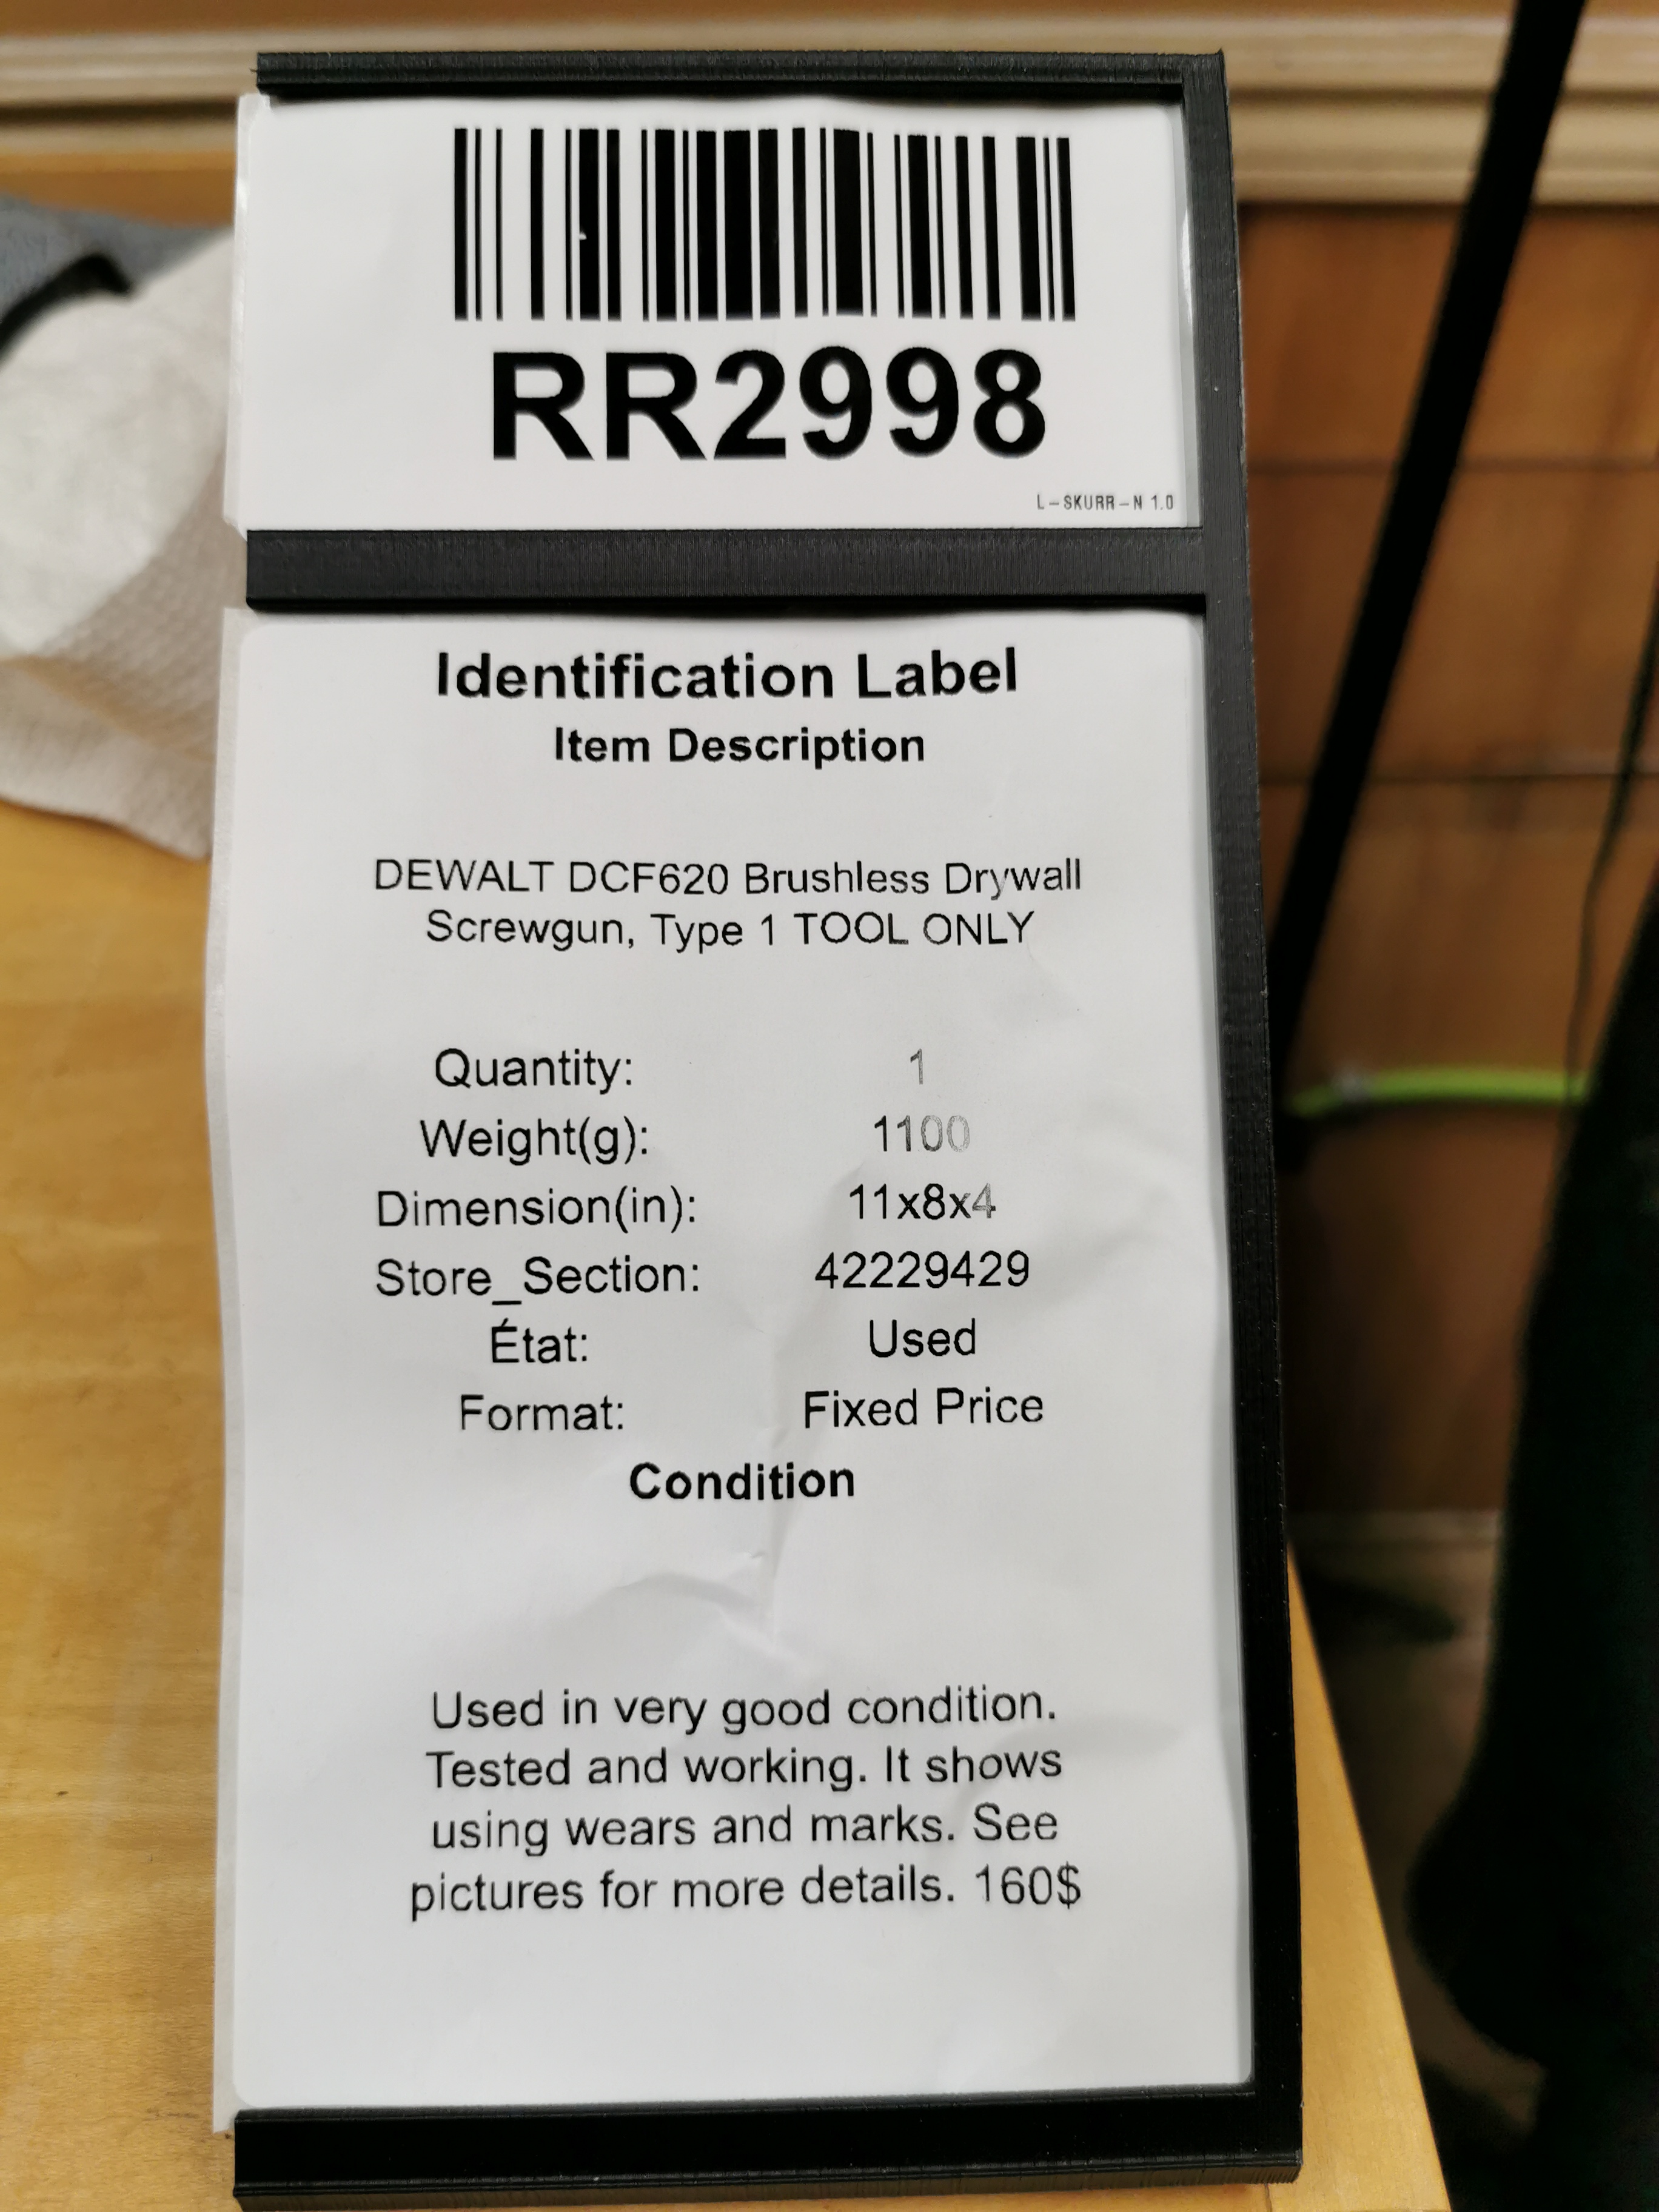 RR2998
L-SKURR-N 1.0
Identification Label
Item Description
DEWALT DCF620 Brushless Drywall
Screwgun, Type 1 TOOL ONLY
Quantity: 1
Weight(g): 1100
Dimension(in): 11x8x4
Store_Section: 42229429
État: Used
Format: Fixed Price
Condition
Used in very good condition.
Tested and working. It shows
using wears and marks. See
pictures for more details. 160$